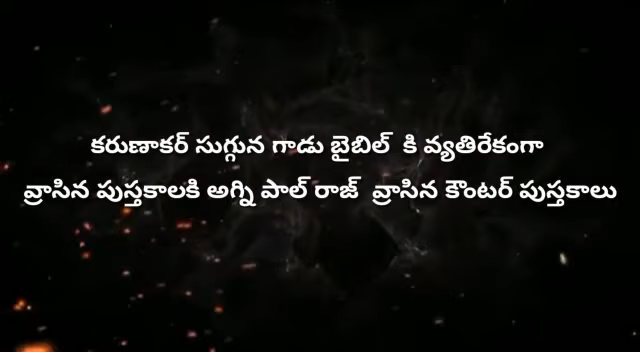 కరుణాకర్ సుగ్గున గాడు బైబిల్ కి వ్యతిరేకంగా
వ్రాసిన పుస్తకాలకి అగ్ని పాల్ రాజ్ వ్రాసిన కౌంటర్ పుస్తకాలు